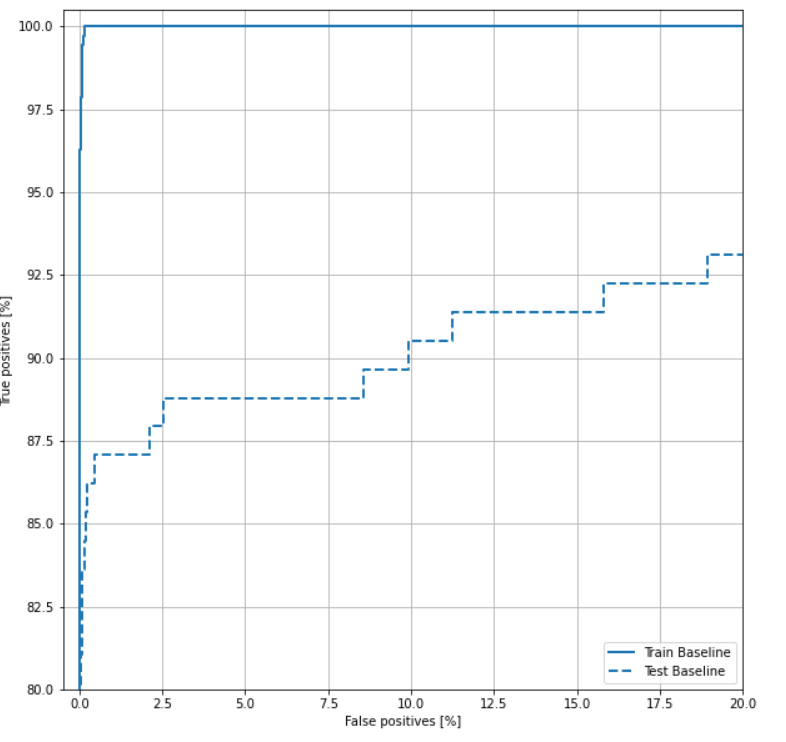 100.0
97.5
95.0
92.5
90.0
87.5
85.0
82.5
80.0
True positives [%]
0.0 2.5 5.0 7.5 10.0 12.5 15.0 17.5 20.0
False positives [%]
Train Baseline
Test Baseline